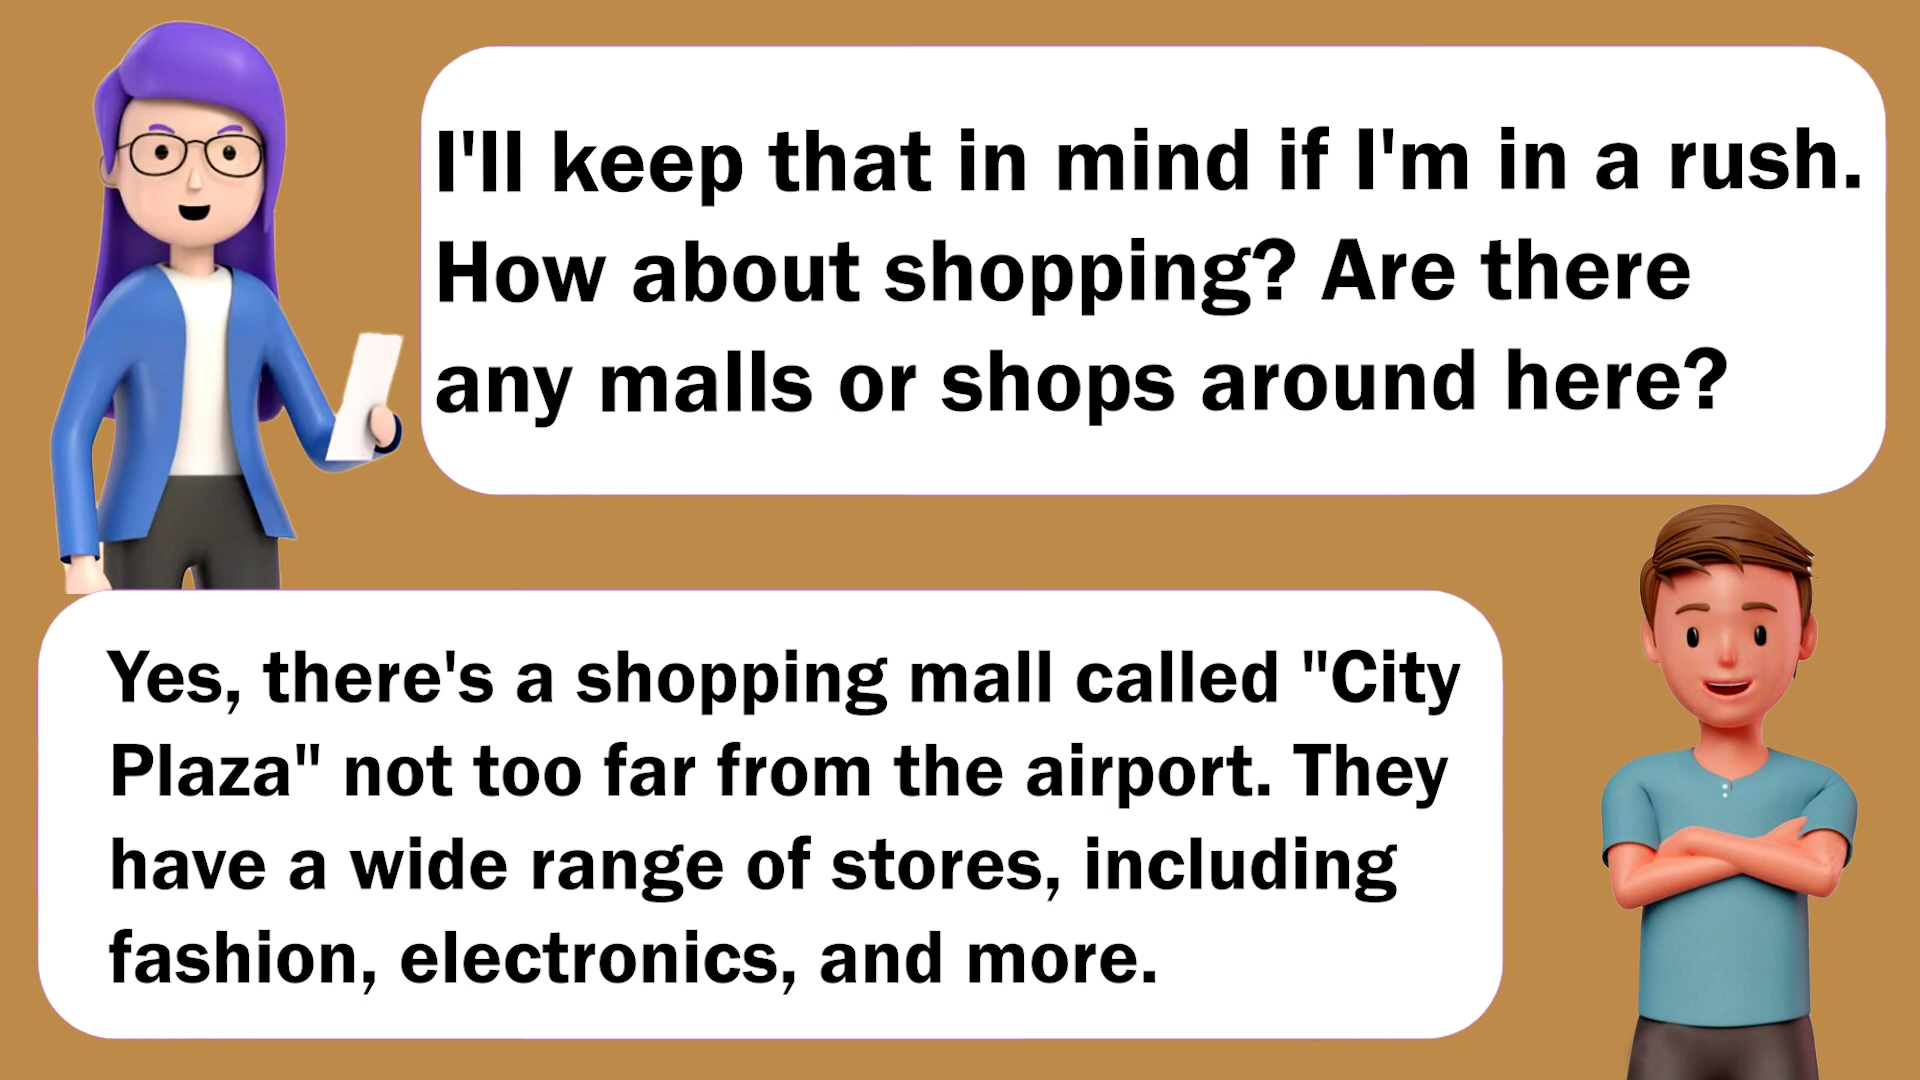 I'll keep that in mind if I'm in a rush.
How about shopping? Are there
any malls or shops around here?
Yes, there's a shopping mall called "City
Plaza" not too far from the airport. They
have a wide range of stores, including
fashion, electronics, and more.